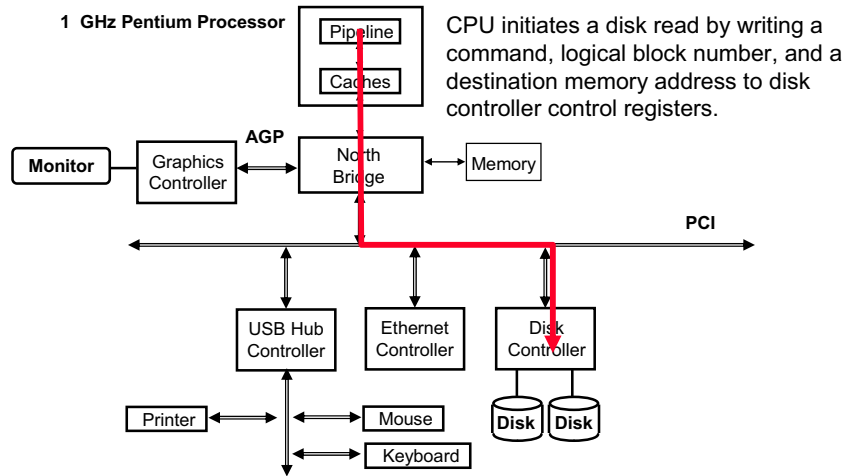 1 GHz Pentium Processor
Pipeline
Caches
CPU initiates a disk read by writing a
command, logical block number, and a
destination memory address to disk
controller control registers.
AGP
Monitor
Graphics
Controller
North
Bridge
Memory
PCI
USB Hub
Controller
Ethernet
Controller
Disk
Controller
Printer
Mouse
Keyboard
Disk
Disk